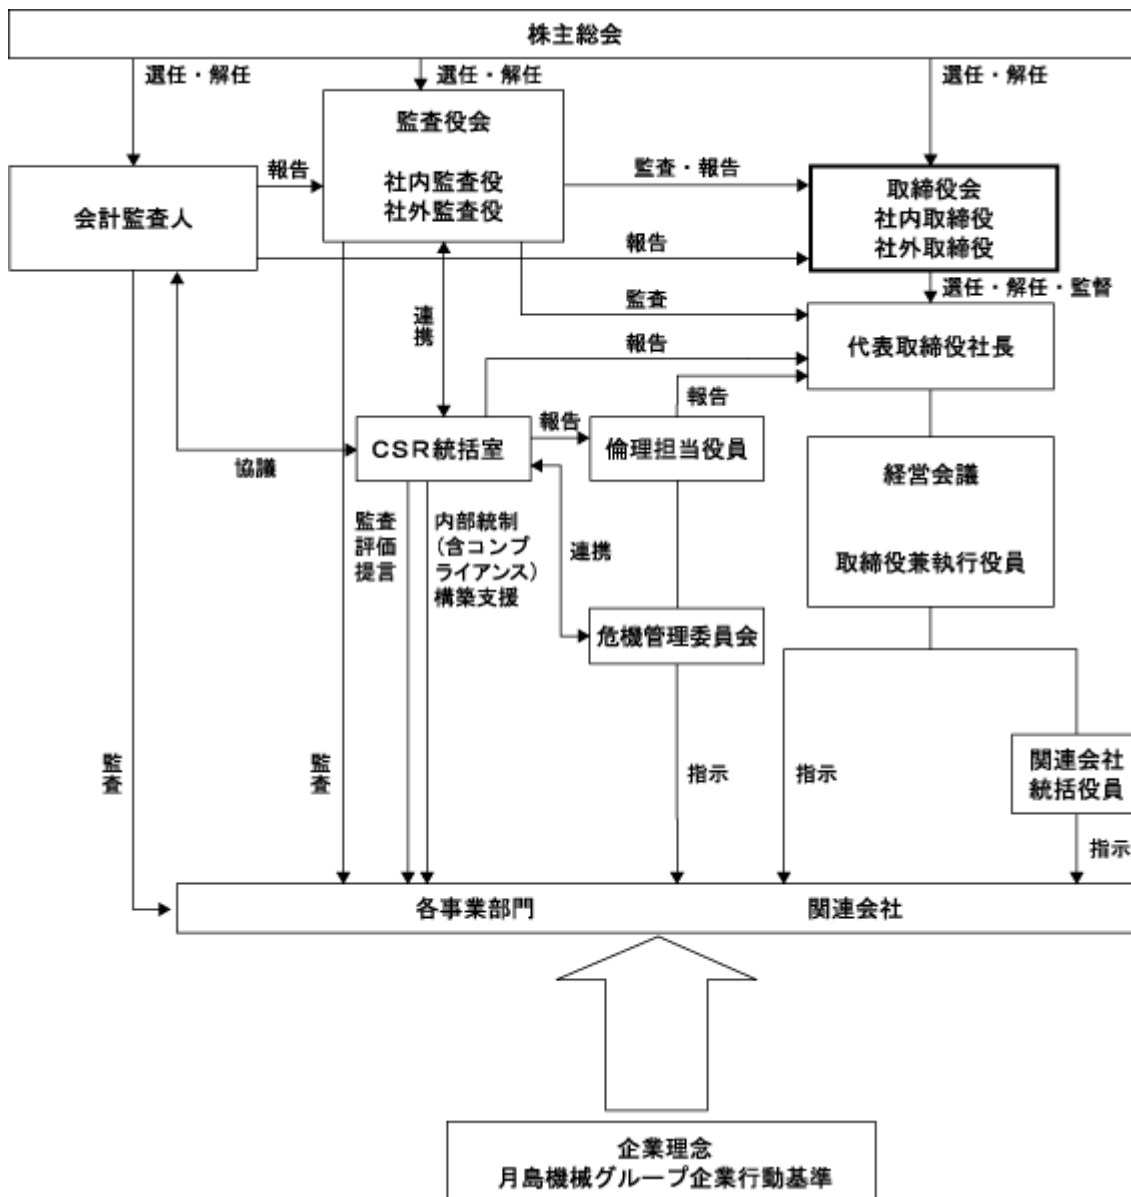 株主総会
選任・解任
選任・解任
選任・解任
監査役会
社内監査役
社外監査役
会計監査人
報告
監査・報告
取締役会
社内取締役
社外取締役
報告
選任・解任・監督
監査
連携
代表取締役社長
報告
報告
CSR統括室
報告
倫理担当役員
協議
経営会議
取締役兼執行役員
監査
評価
提言
内部統制
(含コンプ
ライアンス)
構築支援
連携
危機管理委員会
監査
監査
指示
指示
関連会社
統括役員
指示
各事業部門
関連会社
企業理念
月島機械グループ企業行動基準